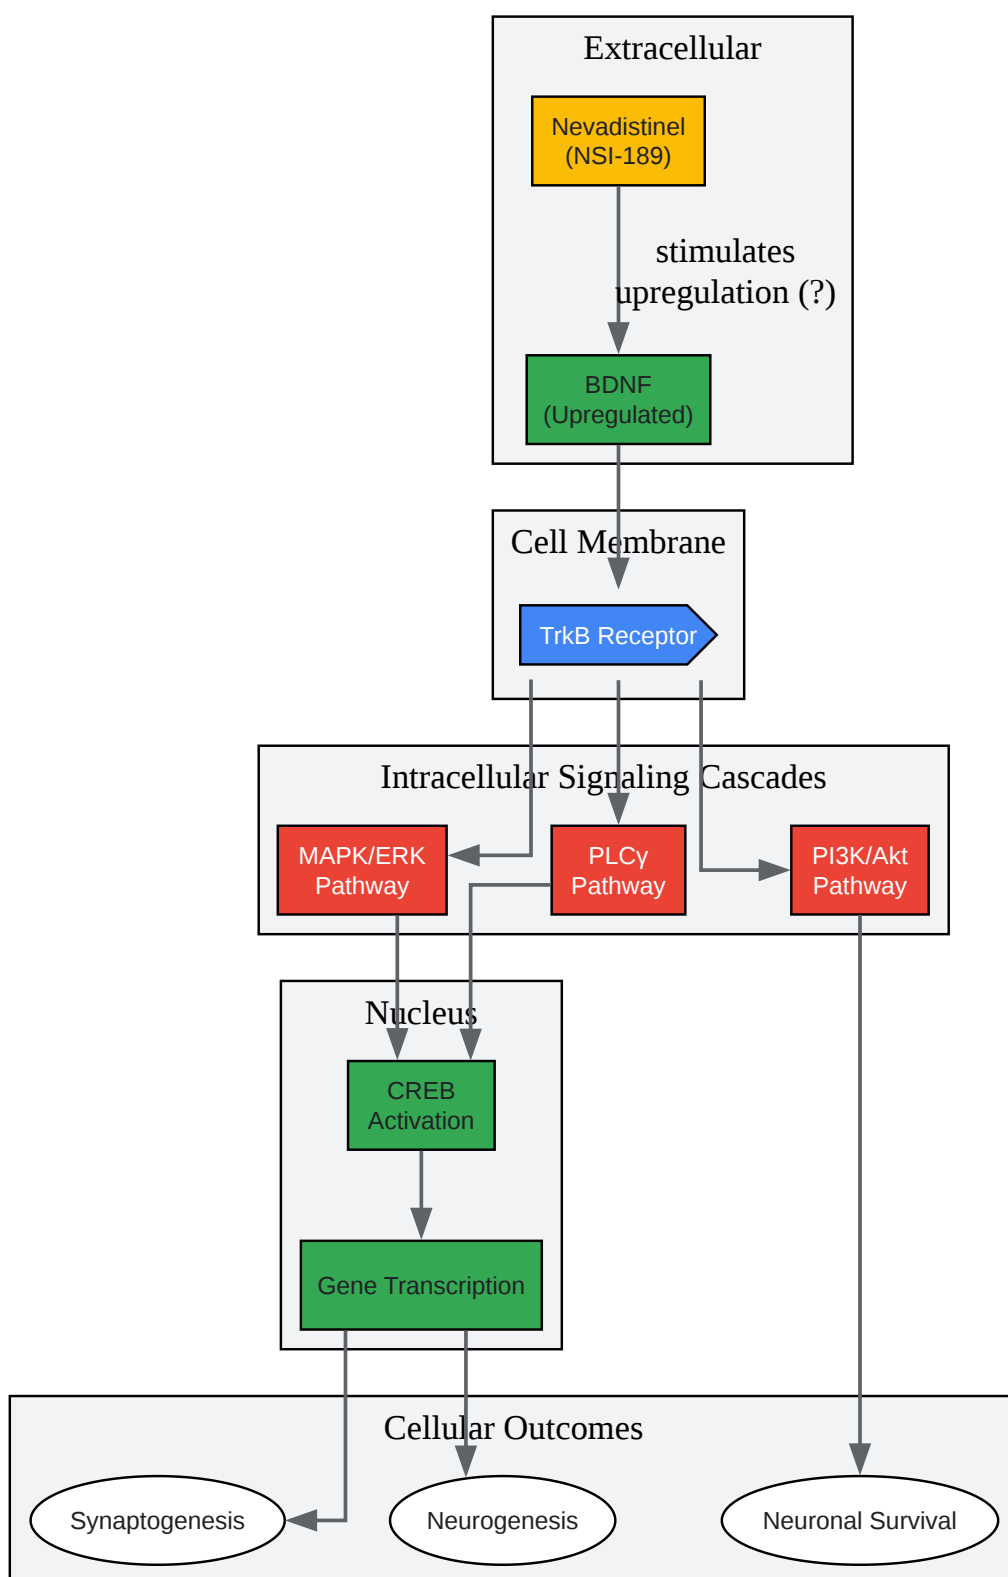 Extracellular
Nevadistinel
(NSI-189)
stimulates
upregulation (?)
BDNF
(Upregulated)
Cell Membrane
TrkB Receptor
Intracellular Signaling Cascades
MAPK/ERK
Pathway
PLCγ
Pathway
PI3K/Akt
Pathway
Nucleus
CREB
Activation
Gene Transcription
Cellular Outcomes
Synaptogenesis
Neurogenesis
Neuronal Survival